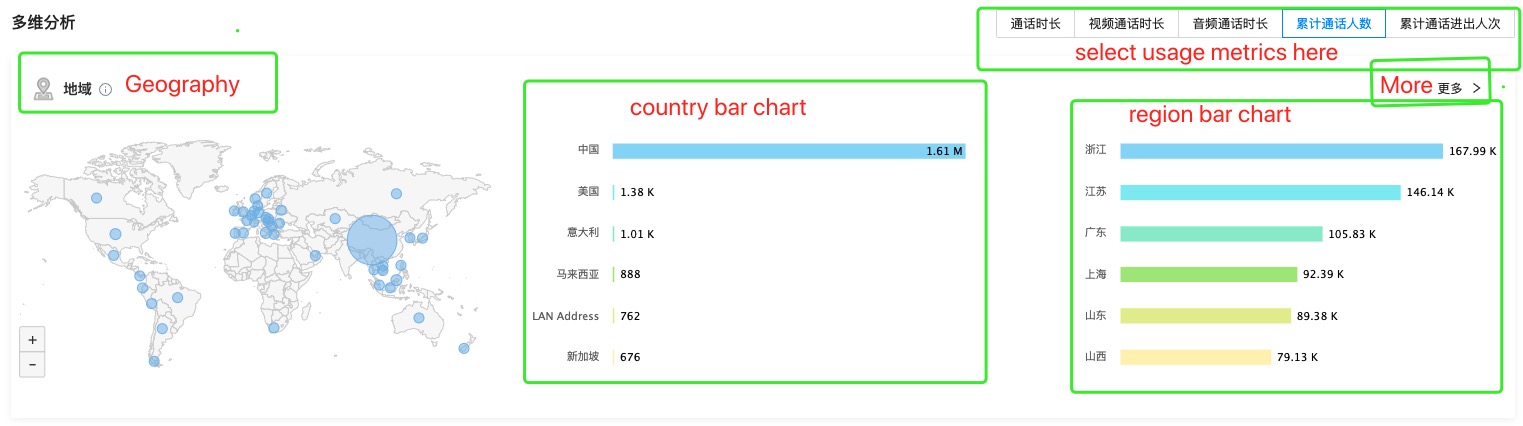 多维分析
通话时长 视频通话时长 音频通话时长 累计通话人数 累计通话进出人次
select usage metrics here
地域 Geography
More 更多
country bar chart
region bar chart
中国 1.61 M
美国 1.38 K
意大利 1.01 K
马来西亚 888
LAN Address 762
新加坡 676
浙江 167.99 K
江苏 146.14 K
广东 105.83 K
上海 92.39 K
山东 89.38 K
山西 79.13 K
+
−